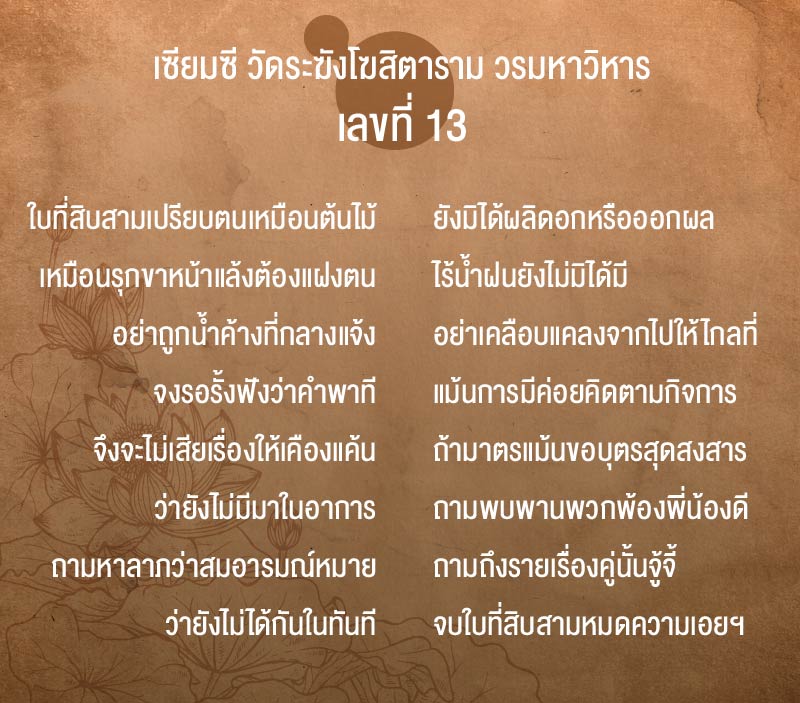 เซียมซี วัดระฆังโฆสิตาราม วรมหาวิหาร
เลขที่ 13
ใบที่สิบสามเปรียบตนเหมือนต้นไม้ ยังมิได้ผลิดอกหรือออกผล
เหมือนรุกขาหน้าแล้งต้องแฝงตน ไร้น้ำฝนยังไม่มิได้มี
อย่าถูกน้ำค้างที่กลางแจ้ง อย่าเคลือบแคลงจากไปให้ไกลที่
จงรอรั้งฟังว่าคำพาที แม้นการมีค่อยคิดตามกิจการ
จึงจะไม่เสียเรื่องให้เคืองแค้น ถ้ามาตรแม้นขอบุตรสุดสงสาร
ว่ายังไม่มีมาในอาการ ถามพบพานพวกพ้องพี่น้องดี
ถามหาลากว่าสมอารมณ์หมาย ถามถึงรายเรื่องคู่นั้นจู้จี้
ว่ายังไม่ได้กันในทันที จบใบที่สิบสามหมดความเอยฯ